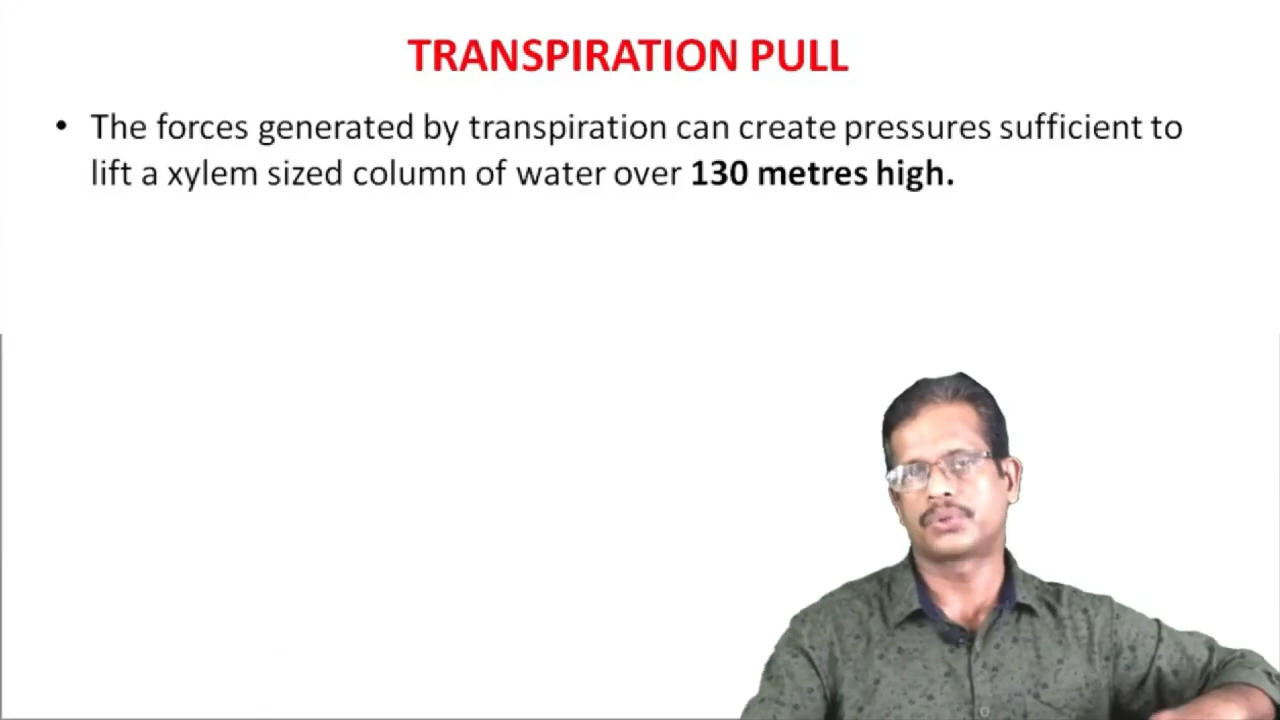 TRANSPIRATION PULL
• The forces generated by transpiration can create pressures sufficient to
lift a xylem sized column of water over 130 metres high.